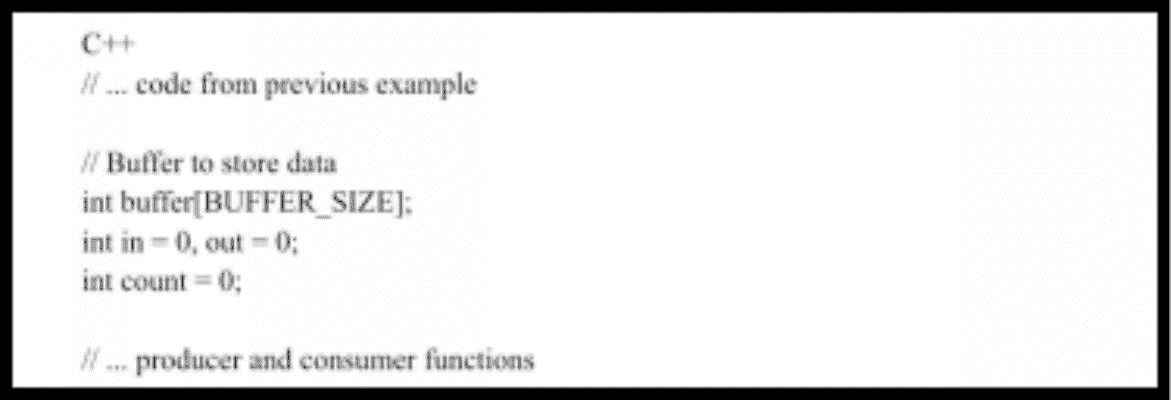 C++
// ... code from previous example
// Buffer to store data
int buffer[BUFFER_SIZE];
int in = 0, out = 0;
int count = 0;
// ... producer and consumer functions